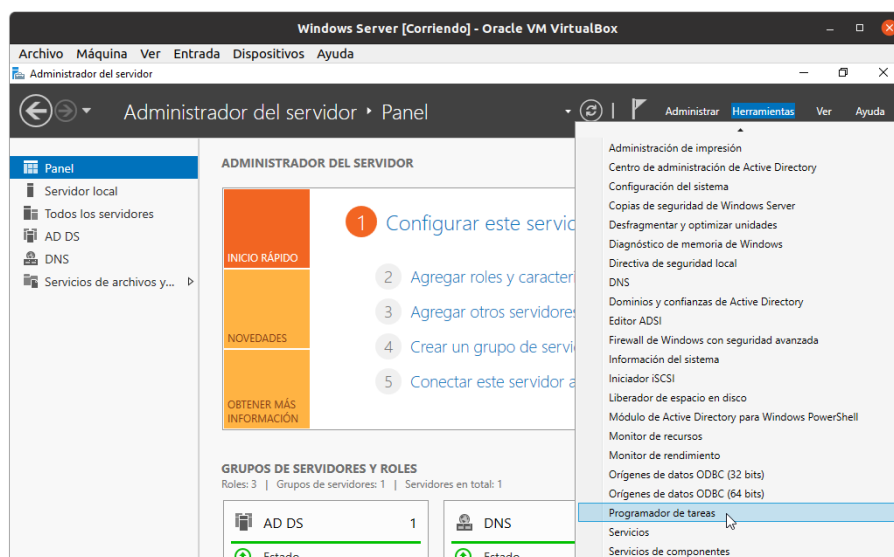 Windows Server [Corriendo] - Oracle VM VirtualBox
Archivo Máquina Ver Entrada Dispositivos Ayuda
Administrador del servidor
Administrador del servidor ‣ Panel
Administrar Herramientas Ver Ayuda
Panel
Servidor local
Todos los servidores
AD DS
DNS
Servicios de archivos y...
ADMINISTRADOR DEL SERVIDOR
INICIO RÁPIDO
NOVEDADES
OBTENER MÁS
INFORMACIÓN
1 Configurar este servid
2 Agregar roles y caracterí
3 Agregar otros servidores
4 Crear un grupo de servi
5 Conectar este servidor a
GRUPOS DE SERVIDORES Y ROLES
Roles: 3 | Grupos de servidores: 1 | Servidores en total: 1
AD DS 1
Estado
DNS
Estado
Administración de impresión
Centro de administración de Active Directory
Configuración del sistema
Copias de seguridad de Windows Server
Desfragmentar y optimizar unidades
Diagnóstico de memoria de Windows
Directiva de seguridad local
DNS
Dominios y confianzas de Active Directory
Editor ADSI
Firewall de Windows con seguridad avanzada
Información del sistema
Iniciador iSCSI
Liberador de espacio en disco
Módulo de Active Directory para Windows PowerShell
Monitor de recursos
Monitor de rendimiento
Orígenes de datos ODBC (32 bits)
Orígenes de datos ODBC (64 bits)
Programador de tareas
Servicios
Servicios de componentes